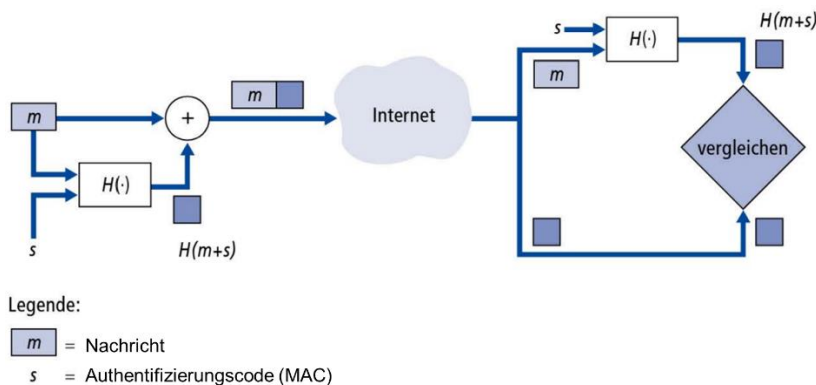 m
s
H(·)
H(m+s)
+
m
Internet
s
m
H(·)
H(m+s)
vergleichen
Legende:
m = Nachricht
s = Authentifizierungscode (MAC)